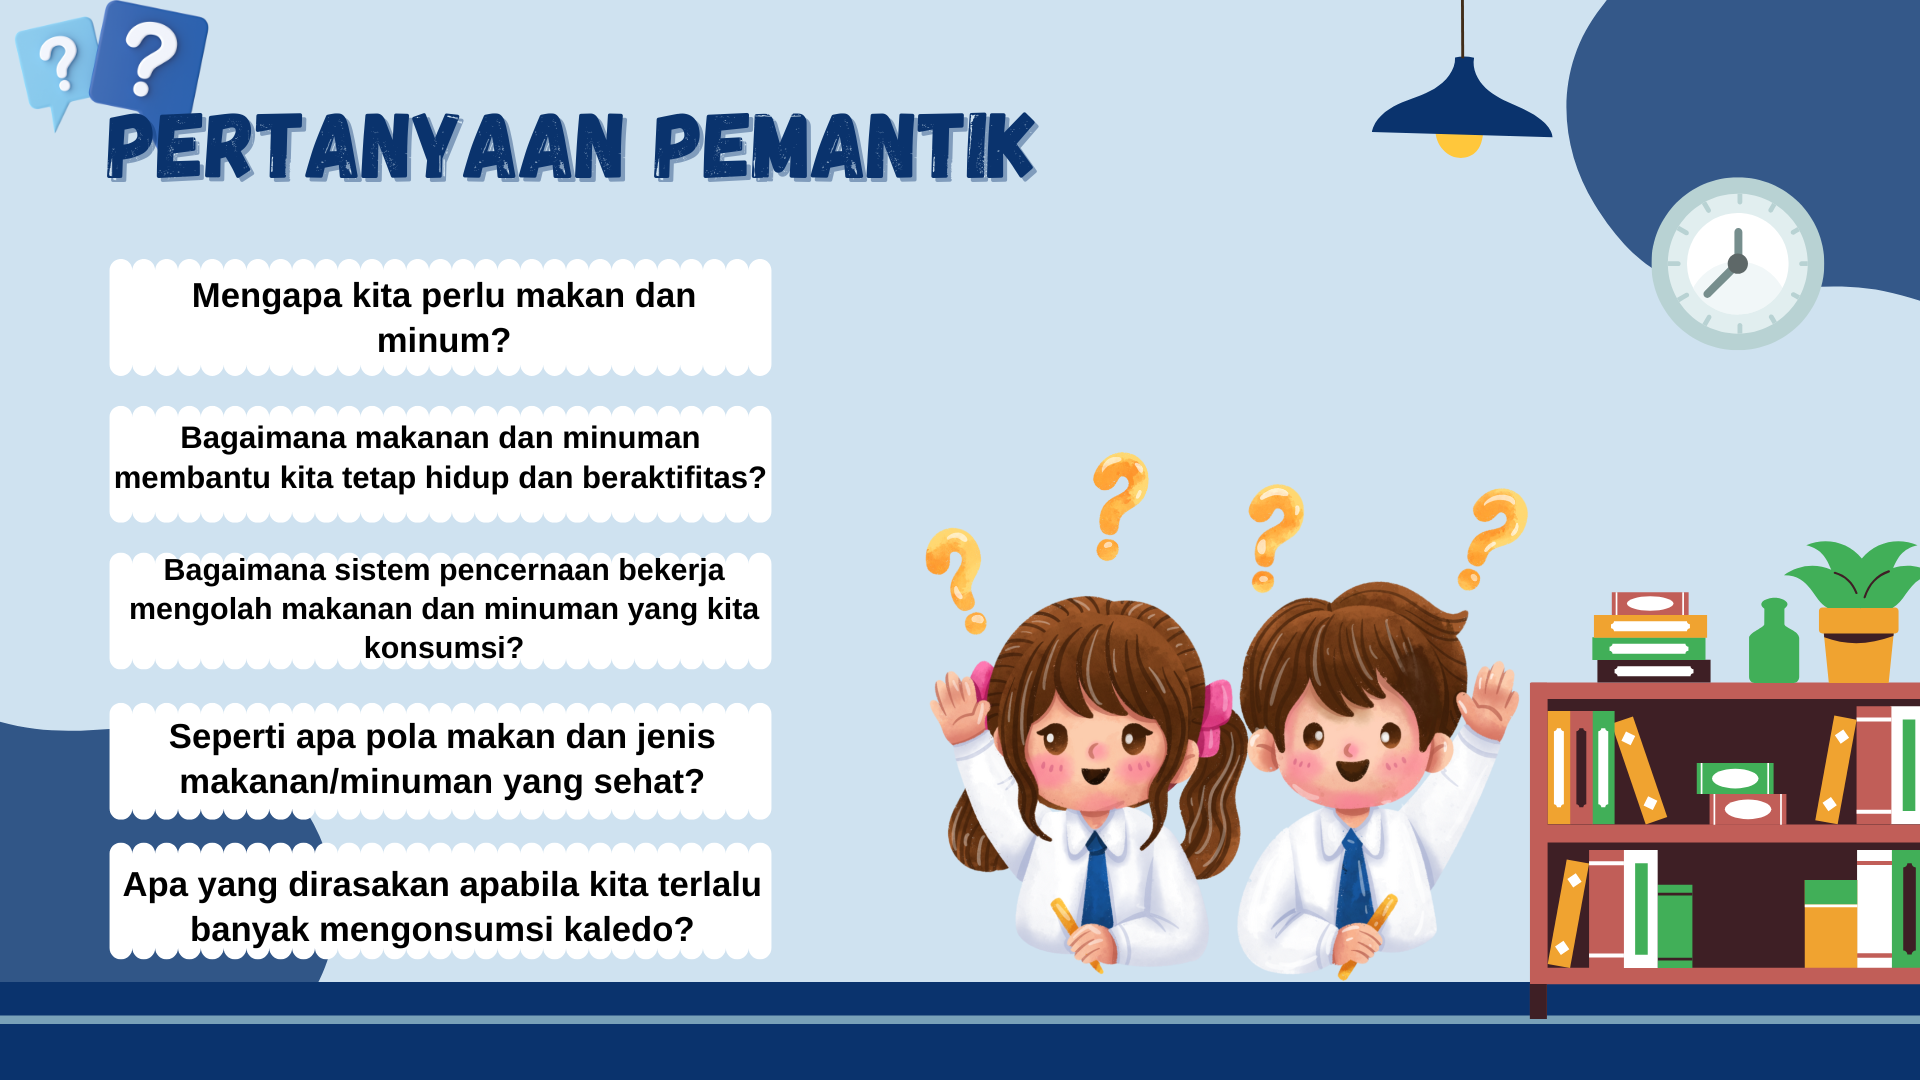 ? ?
PERTANYAAN PEMANTIK
Mengapa kita perlu makan dan
minum?
Bagaimana makanan dan minuman
membantu kita tetap hidup dan beraktifitas?
Bagaimana sistem pencernaan bekerja
mengolah makanan dan minuman yang kita
konsumsi?
Seperti apa pola makan dan jenis
makanan/minuman yang sehat?
Apa yang dirasakan apabila kita terlalu
banyak mengonsumsi kaledo?
? ? ? ?